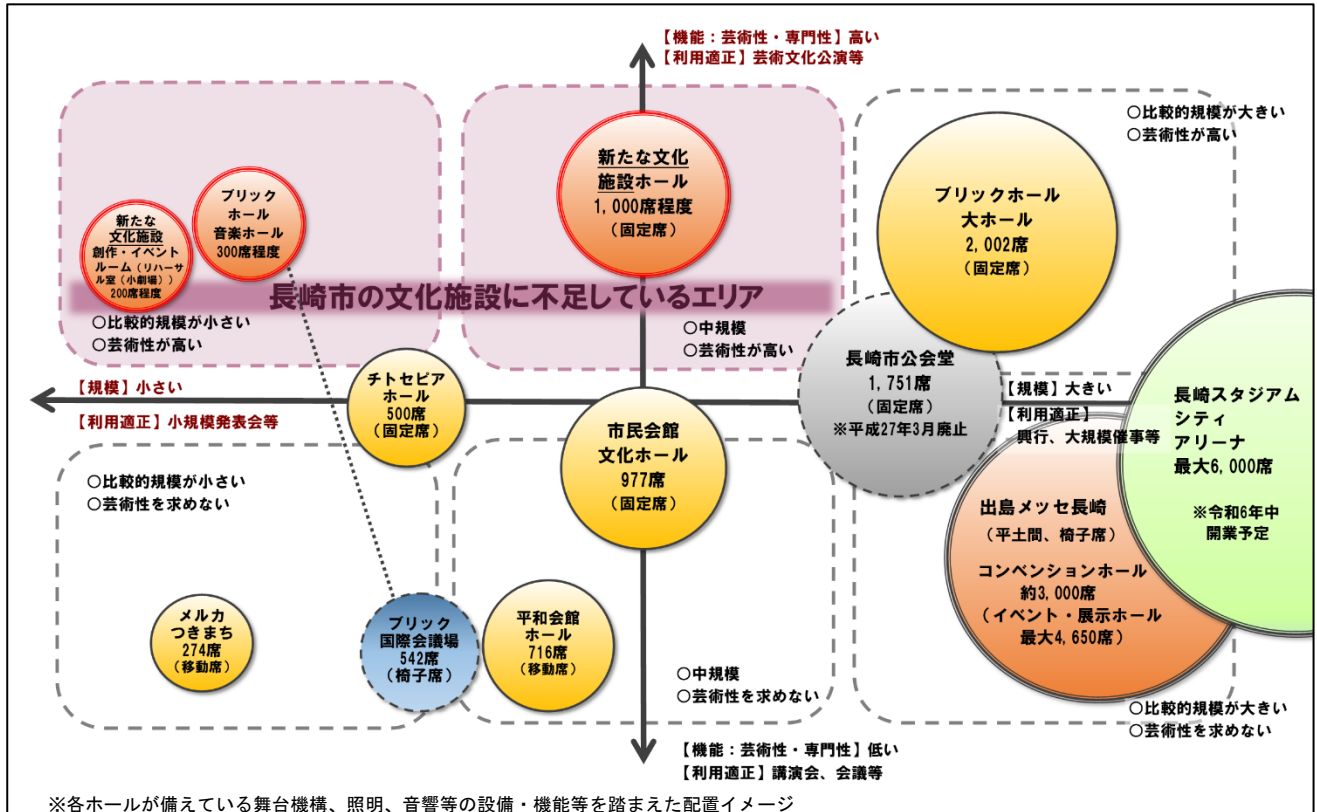 【機能：芸術性・専門性】高い
【利用適正】芸術文化公演等
○比較的規模が大きい
○芸術性が高い
新たな文化
施設ホール
1,000席程度
（固定席）
ブリック
ホール
音楽ホール
300席程度
新たな
文化施設
創作・イベント
ルーム（リハーサ
ル室（小劇場））
200席程度
ブリックホール
大ホール
2,002席
（固定席）
長崎市の文化施設に不足しているエリア
○比較的規模が小さい
○芸術性が高い
○中規模
○芸術性が高い
長崎市公会堂
1,751席
（固定席）
※平成27年3月廃止
【規模】小さい
【利用適正】小規模発表会等
チトセピア
ホール
500席
（固定席）
【規模】大きい
【利用適正】
興行、大規模催事等
長崎スタジアム
シティ
アリーナ
最大6,000席
※令和6年中
開業予定
市民会館
文化ホール
977席
（固定席）
○比較的規模が小さい
○芸術性を求めない
出島メッセ長崎
（平土間、椅子席）
コンベンションホール
約3,000席
（イベント・展示ホール
最大4,650席）
メルカ
つきまち
274席
（移動席）
ブリック
国際会議場
542席
（椅子席）
平和会館
ホール
716席
（移動席）
○中規模
○芸術性を求めない
○比較的規模が大きい
○芸術性を求めない
【機能：芸術性・専門性】低い
【利用適正】講演会、会議等
※各ホールが備えている舞台機構、照明、音響等の設備・機能等を踏まえた配置イメージ